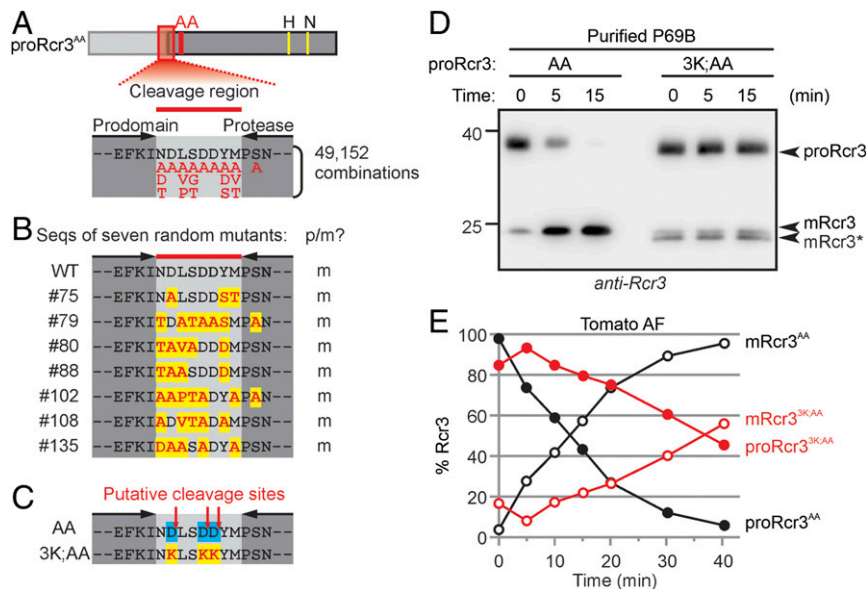 A
proRcr3AA
AA
H
N
Cleavage region
Prodomain
Protease
--EFKINDLSDDYMPSN--
AAAAAAAA A
D VG DV
T PT ST
49,152
combinations
B
Seqs of seven random mutants:
p/m?
WT --EFKINDLSDDYMPSN-- m
#75 --EFKINALSDDSTPSN-- m
#79 --EFKITDATAASMPAN-- m
#80 --EFKITAVADDDMPSN-- m
#88 --EFKITAASDDDMPSN-- m
#102 --EFKIAAPTADYAPAN-- m
#108 --EFKIADVTADYMPSN-- m
#135 --EFKIDAASADYAPSN-- m
C
Putative cleavage sites
AA --EFKINDLSDDYMPSN--
3K;AA --EFKINKLSKKYMPSN--
D
Purified P69B
proRcr3: AA 3K;AA
Time: 0 5 15 0 5 15 (min)
40
25
proRcr3
mRcr3
mRcr3*
anti-Rcr3
E
Tomato AF
% Rcr3
100
80
60
40
20
0
0 10 20 30 40
Time (min)
mRcr3AA
mRcr33K;AA
proRcr33K;AA
proRcr3AA